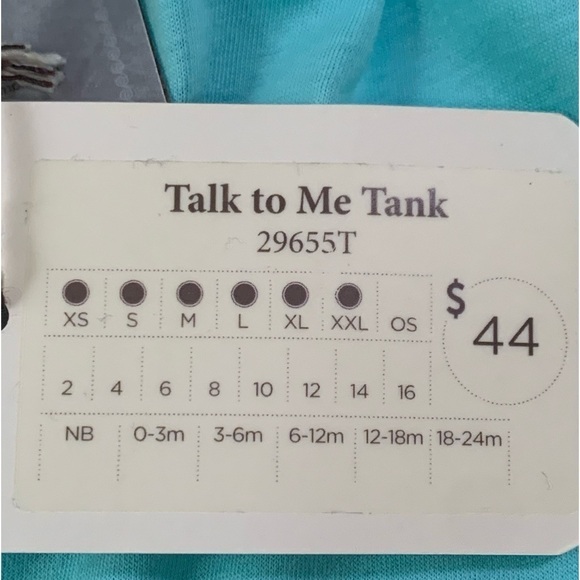 Talk to Me Tank
29655T
$ 44
XS S M L XL XXL OS
2 4 6 8 10 12 14 16
NB 0-3m 3-6m 6-12m 12-18m 18-24m